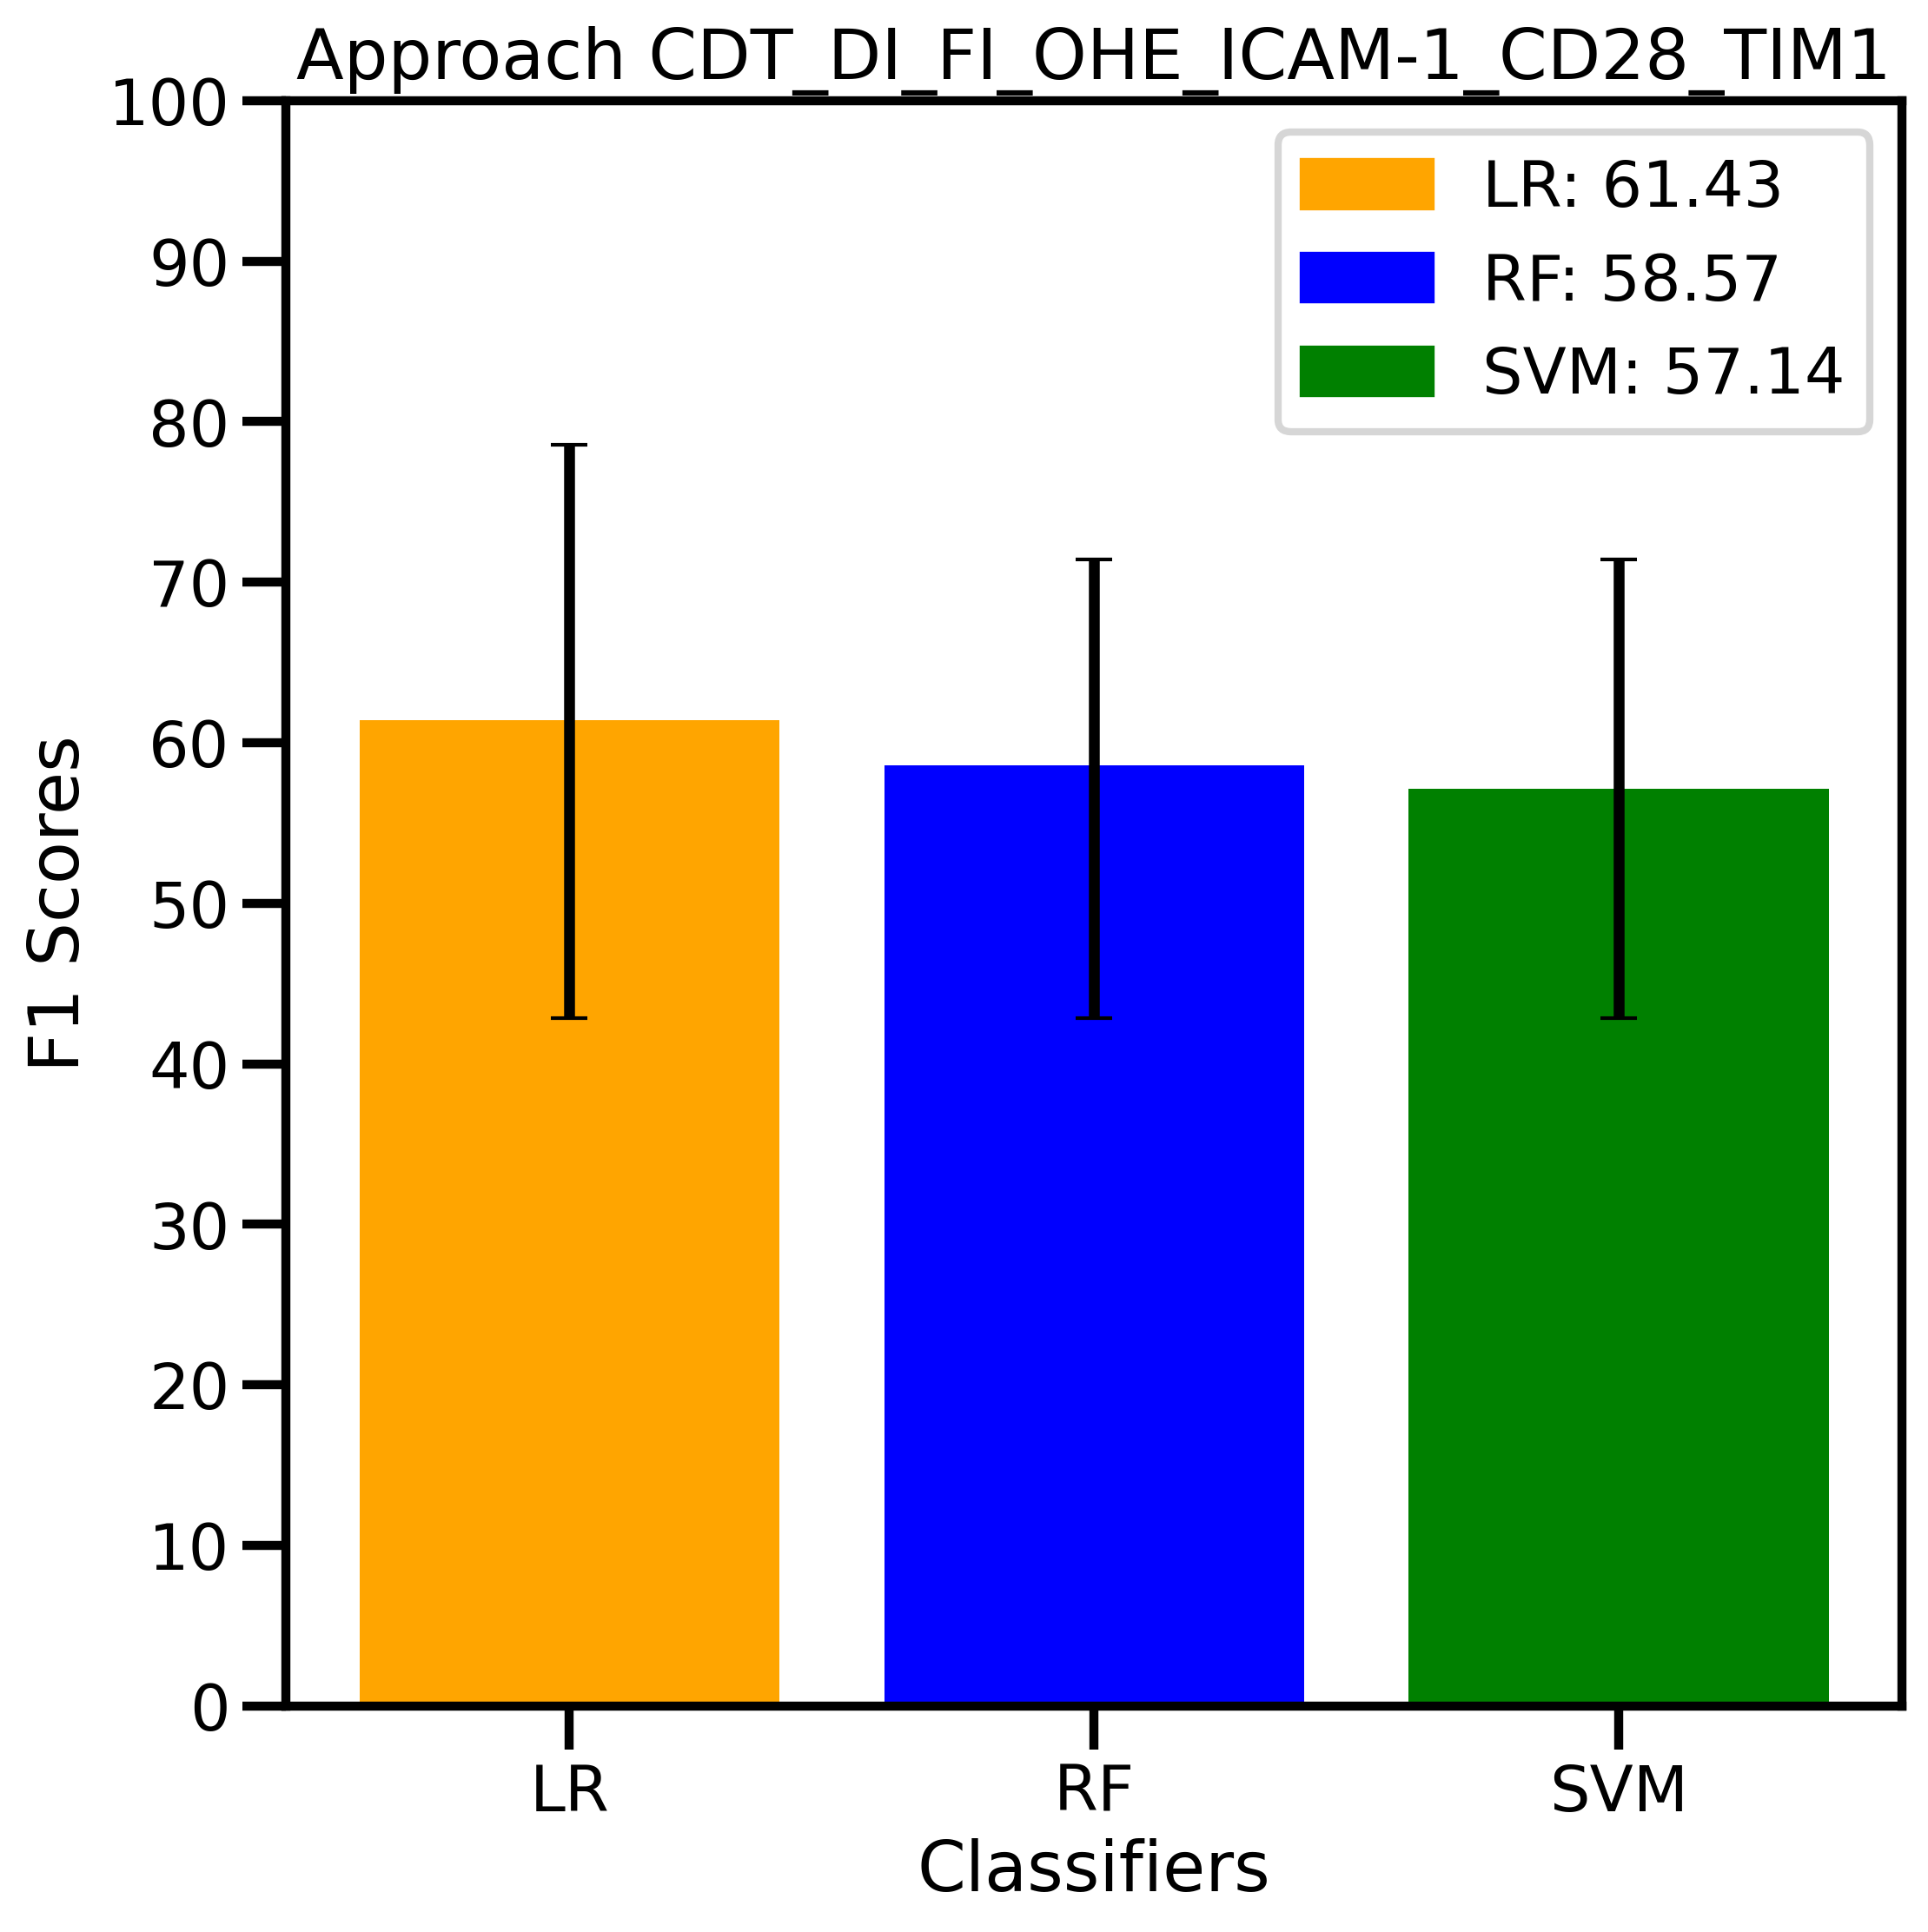 Approach CDT_DI_FI_OHE_ICAM-1_CD28_TIM1
100
90
80
70
60
50
40
30
20
10
0
F1 Scores
LR: 61.43
RF: 58.57
SVM: 57.14
LR
RF
SVM
Classifiers